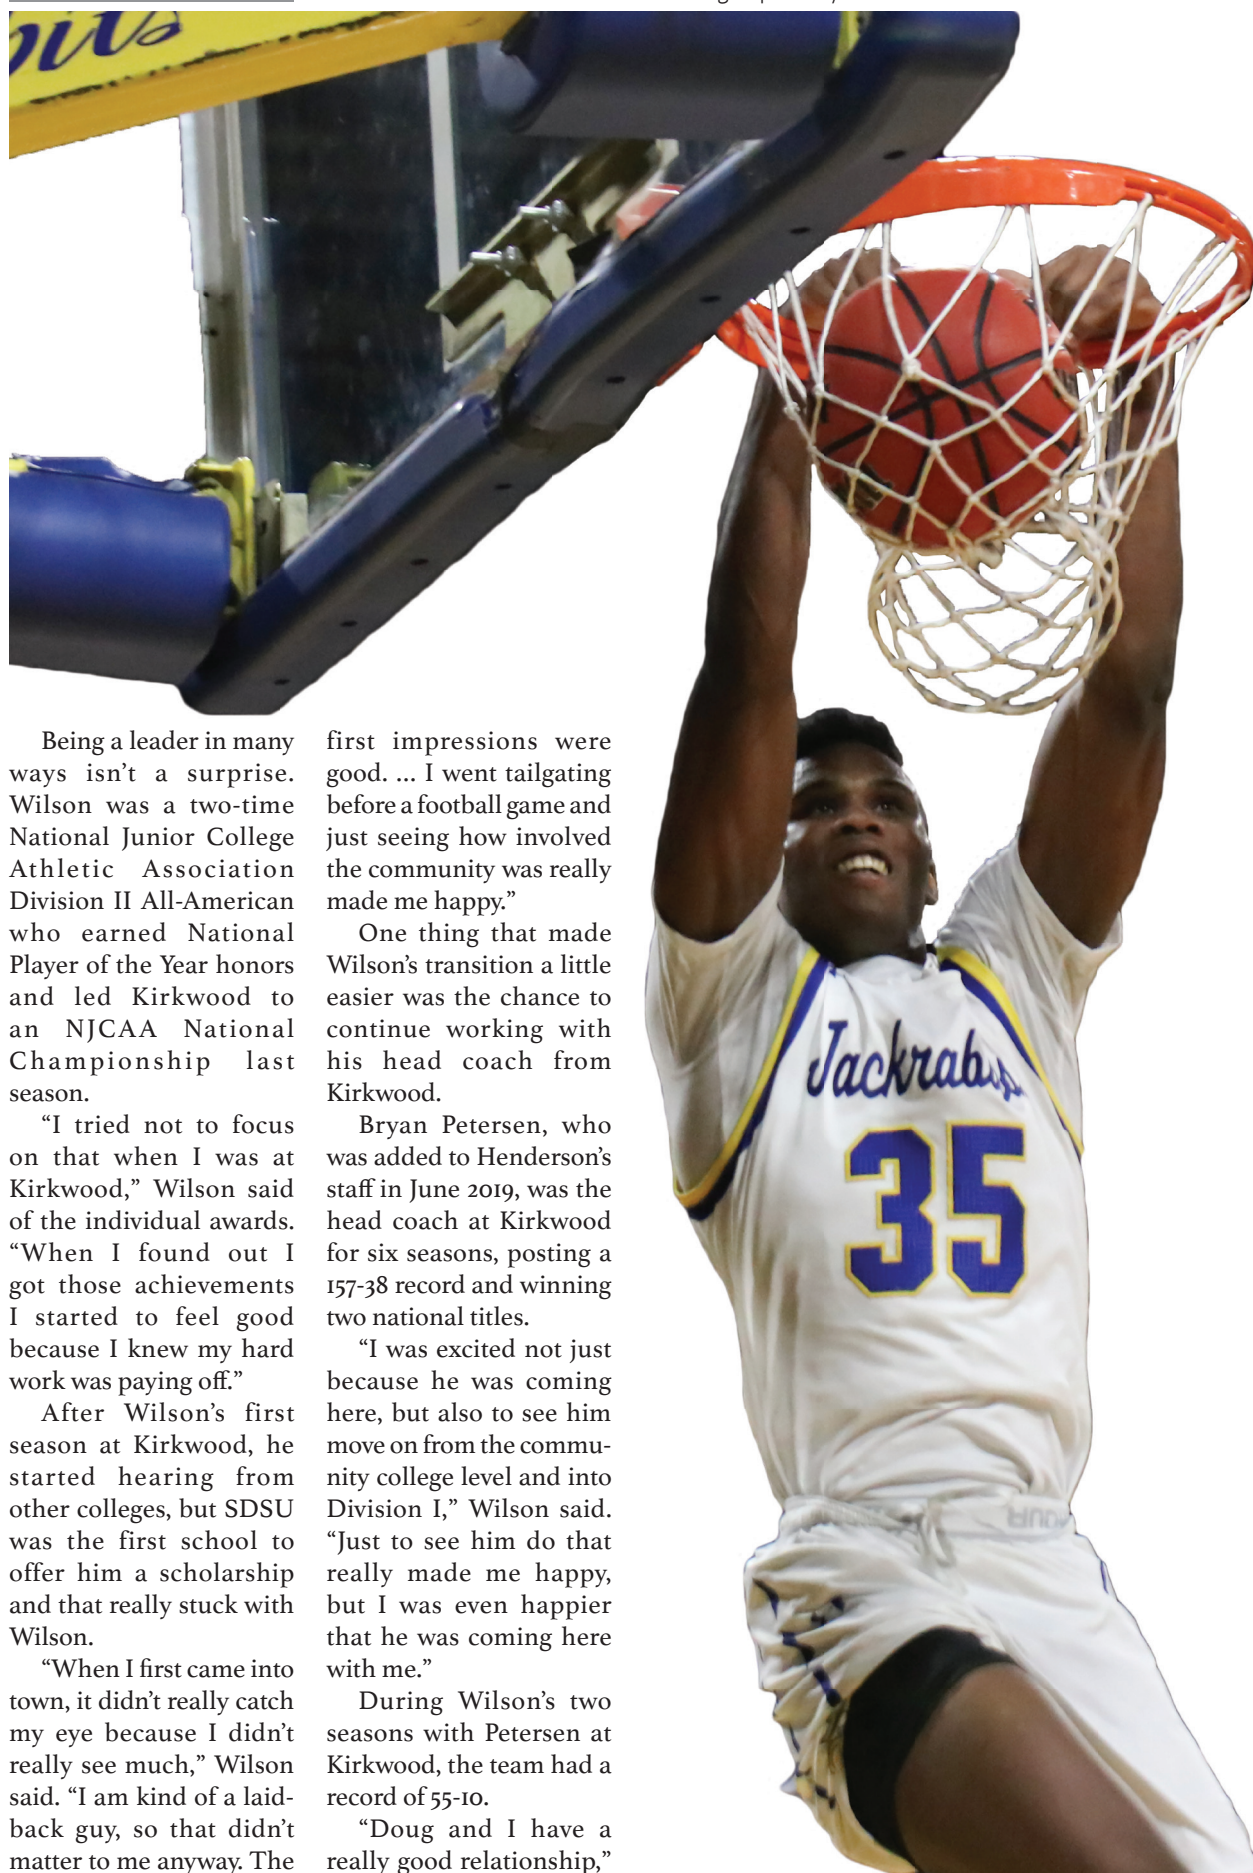 Being a leader in many
ways isn't a surprise.
Wilson was a two-time
National Junior College
Athletic Association
Division II All-American
who earned National
Player of the Year honors
and led Kirkwood to
an NJCAA National
Championship last
season.
“I tried not to focus
on that when I was at
Kirkwood,” Wilson said
of the individual awards.
“When I found out I
got those achievements
I started to feel good
because I knew my hard
work was paying off.”
After Wilson’s first
season at Kirkwood, he
started hearing from
other colleges, but SDSU
was the first school to
offer him a scholarship
and that really stuck with
Wilson.
“When I first came into
town, it didn’t really catch
my eye because I didn’t
really see much,” Wilson
said. “I am kind of a laid-
back guy, so that didn’t
matter to me anyway. The
first impressions were
good. ... I went tailgating
before a football game and
just seeing how involved
the community was really
made me happy.”
One thing that made
Wilson’s transition a little
easier was the chance to
continue working with
his head coach from
Kirkwood.
Bryan Petersen, who
was added to Henderson’s
staff in June 2019, was the
head coach at Kirkwood
for six seasons, posting a
157-38 record and winning
two national titles.
“I was excited not just
because he was coming
here, but also to see him
move on from the commu-
nity college level and into
Division I,” Wilson said.
“Just to see him do that
really made me happy,
but I was even happier
that he was coming here
with me.”
During Wilson’s two
seasons with Petersen at
Kirkwood, the team had a
record of 55-10.
“Doug and I have a
really good relationship,”
35